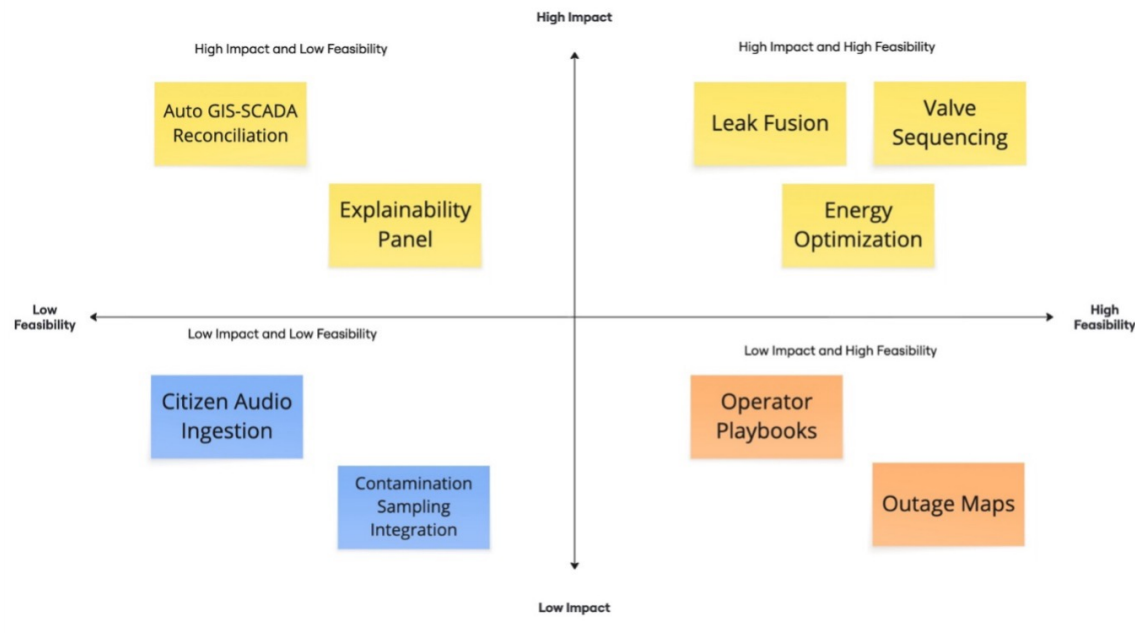 High Impact
High Impact and Low Feasibility
High Impact and High Feasibility
Auto GIS-SCADA
Reconciliation
Leak Fusion
Valve
Sequencing
Explainability
Panel
Energy
Optimization
Low
Feasibility
High
Feasibility
Low Impact and Low Feasibility
Low Impact and High Feasibility
Citizen Audio
Ingestion
Operator
Playbooks
Contamination
Sampling
Integration
Outage Maps
Low Impact